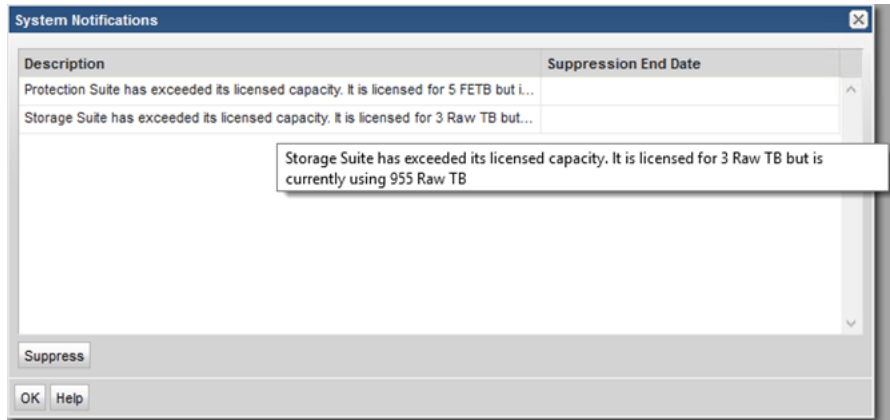 System Notifications
Description Suppression End Date
Protection Suite has exceeded its licensed capacity. It is licensed for 5 FETB but i...
Storage Suite has exceeded its licensed capacity. It is licensed for 3 Raw TB but...
Storage Suite has exceeded its licensed capacity. It is licensed for 3 Raw TB but is
currently using 955 Raw TB
Suppress
OK Help